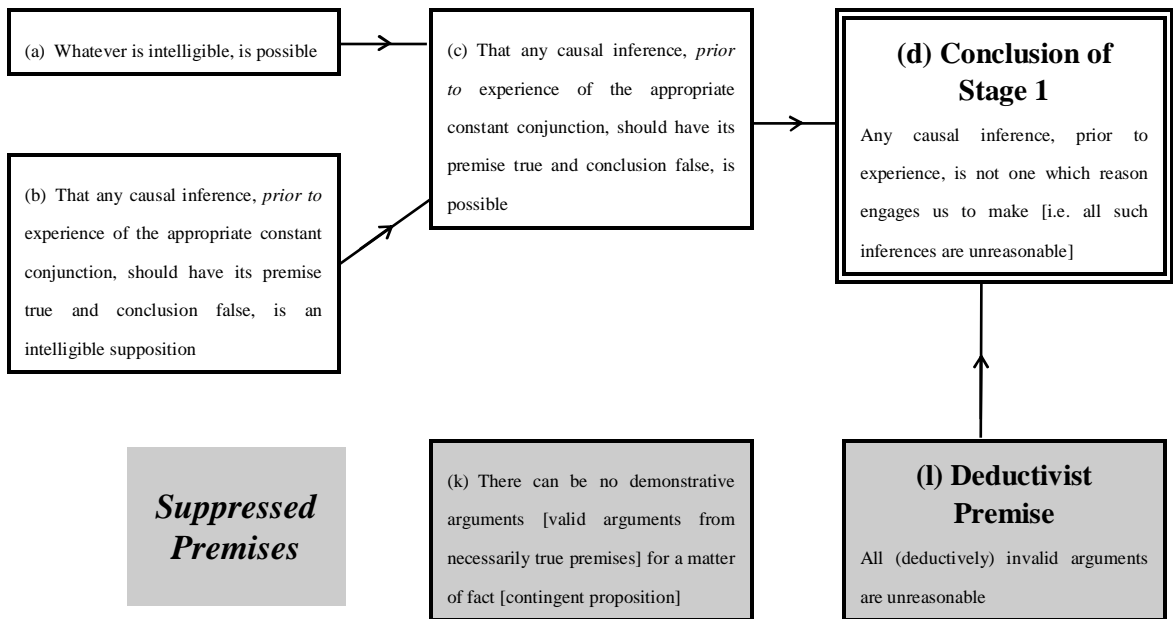 (a) Whatever is intelligible, is possible
(b) That any causal inference, prior to
experience of the appropriate constant
conjunction, should have its premise
true and conclusion false, is an
intelligible supposition
(c) That any causal inference, prior
to experience of the appropriate
constant conjunction, should have its
premise true and conclusion false, is
possible
(d) Conclusion of
Stage 1
Any causal inference, prior to
experience, is not one which reason
engages us to make [i.e. all such
inferences are unreasonable]
Suppressed
Premises
(k) There can be no demonstrative
arguments [valid arguments from
necessarily true premises] for a matter
of fact [contingent proposition]
(l) Deductivist
Premise
All (deductively) invalid arguments
are unreasonable